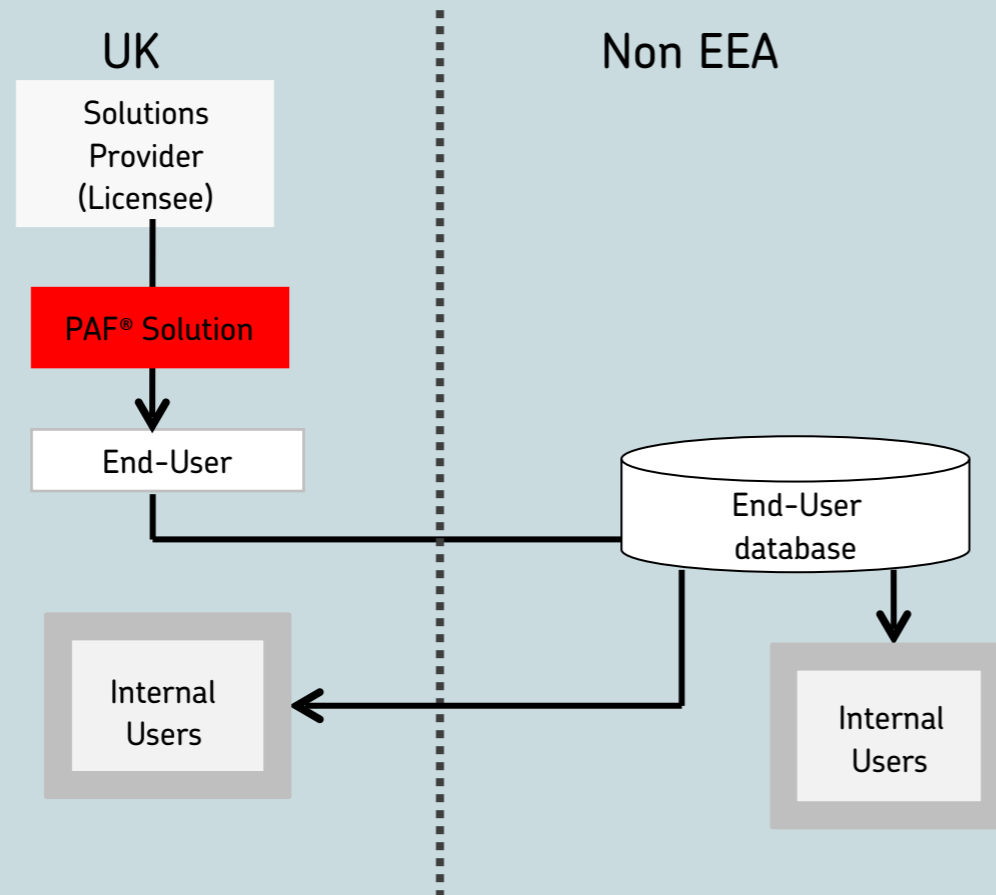 UK
Non EEA
Solutions
Provider
(Licensee)
PAF® Solution
End-User
End-User
database
Internal
Users
Internal
Users